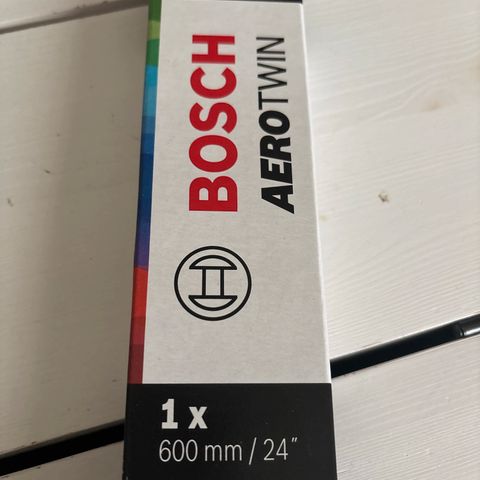 BOSCH
AEROTWIN
1 x
600 mm / 24"